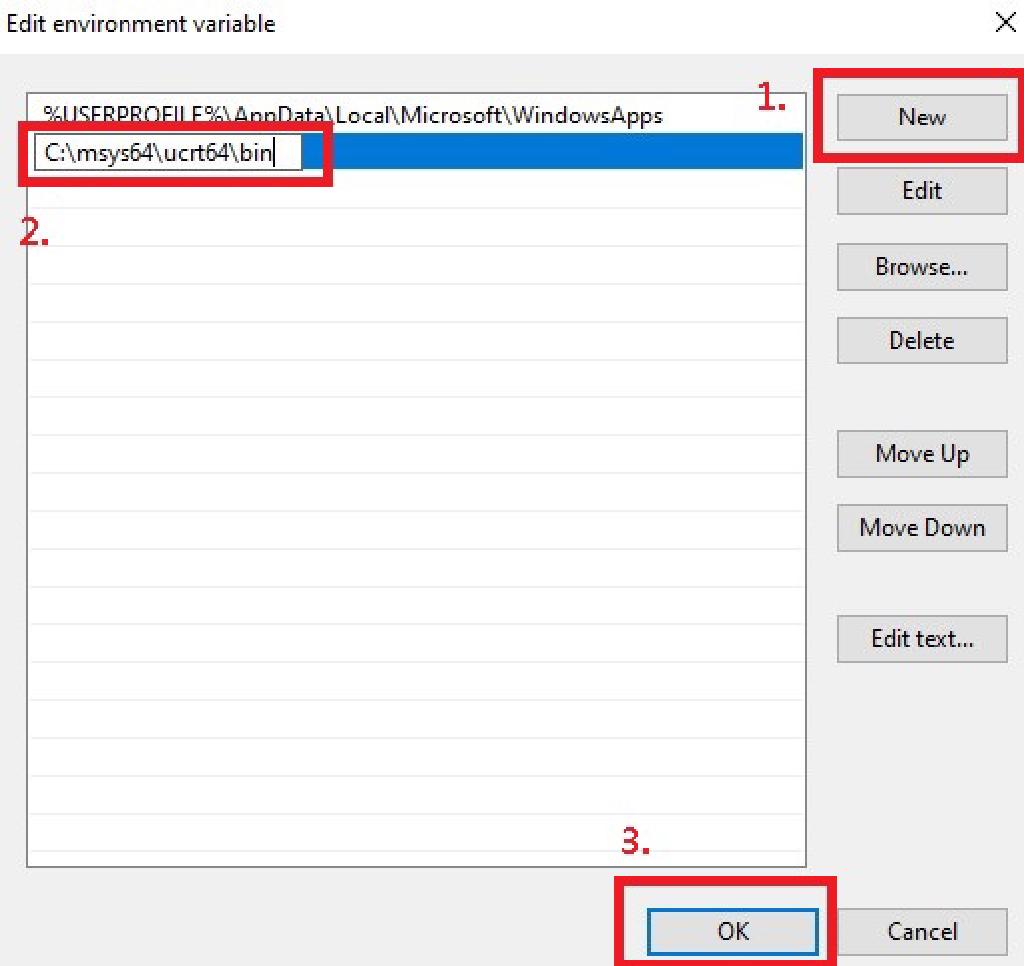 Edit environment variable
%USERPROFILE%\AppData\Local\Microsoft\WindowsApps
1.
New
C:\msys64\ucrt64\bin
Edit
2.
Browse...
Delete
Move Up
Move Down
Edit text...
3.
OK
Cancel